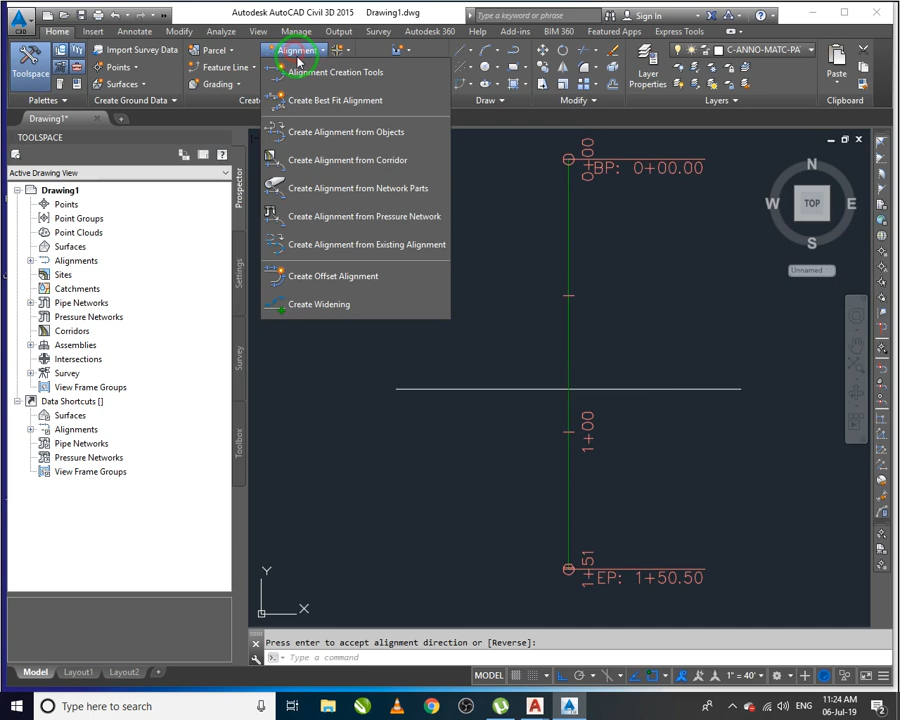 Autodesk AutoCAD Civil 3D 2015 Drawing1.dwg
Type a keyword or phrase
Sign In
CIVIL 3D
Home Insert Annotate Modify Analyze View Manage Output Survey Autodesk 360 Help Add-ins BIM 360 Featured Apps Express Tools
Toolspace
Import Survey Data
Points
Surfaces
Parcel
Feature Line
Grading
Alignment
Layer Properties
C-ANNO-MATC-PAT
Paste
Palettes
Create Ground Data
Draw
Modify
Layers
Clipboard
Alignment Creation Tools
Create Best Fit Alignment
Create Alignment from Objects
Create Alignment from Corridor
Create Alignment from Network Parts
Create Alignment from Pressure Network
Create Alignment from Existing Alignment
Create Offset Alignment
Create Widening
Drawing1*
TOOLSPACE
Active Drawing View
Drawing1
Points
Point Groups
Point Clouds
Surfaces
Alignments
Sites
Catchments
Pipe Networks
Pressure Networks
Corridors
Assemblies
Intersections
Survey
View Frame Groups
Data Shortcuts []
Surfaces
Alignments
Pipe Networks
Pressure Networks
View Frame Groups
Prospector
Settings
Survey
Toolbox
0+00
BP: 0+00.00
1+00
1+51
EP: 1+50.50
N
W
TOP
E
S
Unnamed
Y
X
Press enter to accept alignment direction or [Reverse]:
Type a command
Model Layout1 Layout2
MODEL
1" = 40'
Type here to search
11:24 AM
06-Jul-19
2